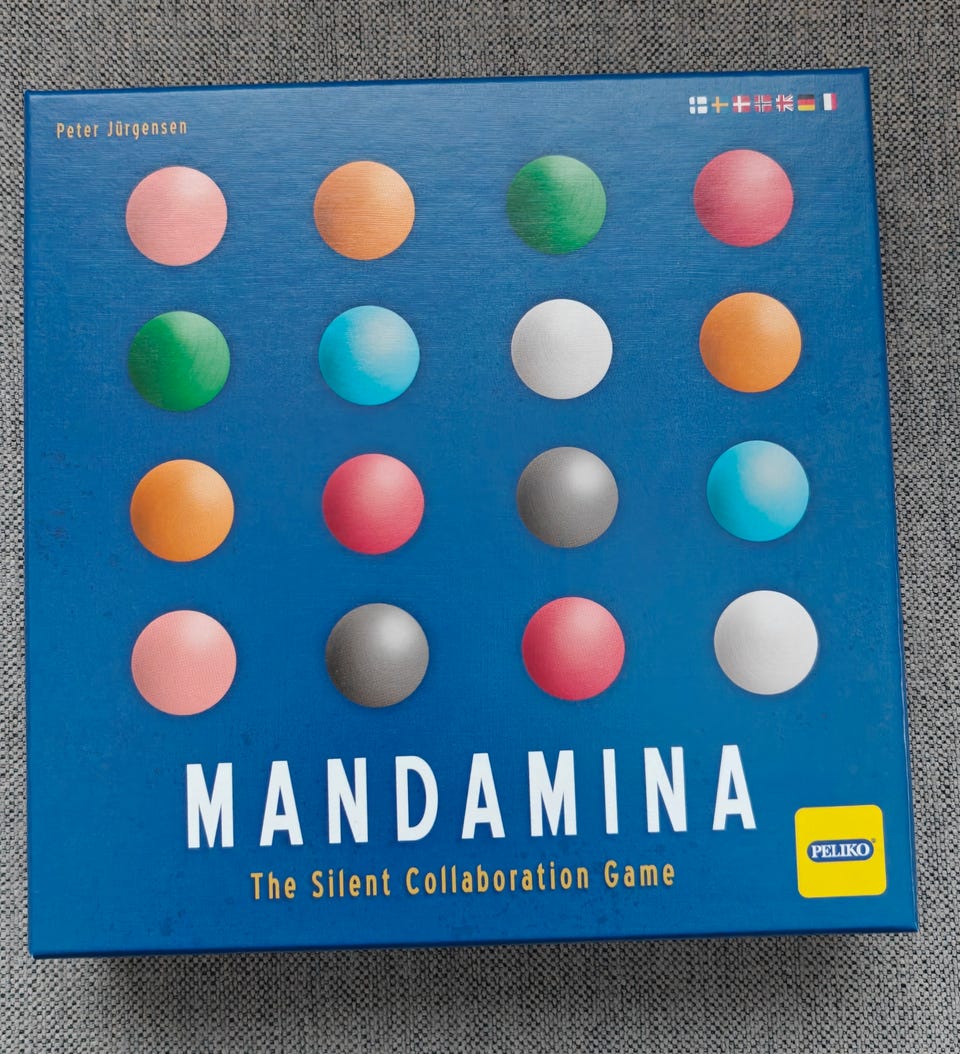 Peter Jürgensen
MANDAMINA
The Silent Collaboration Game
PELIKO®